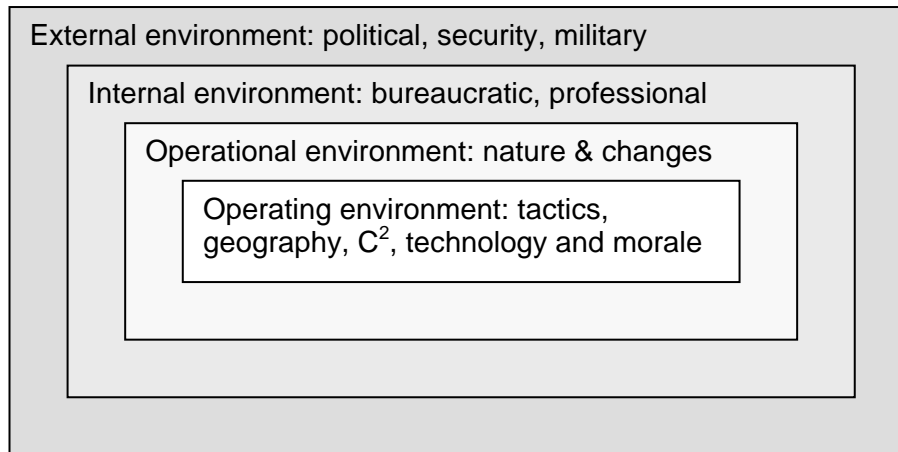 External environment: political, security, military
Internal environment: bureaucratic, professional
Operational environment: nature & changes
Operating environment: tactics,
geography, C², technology and morale